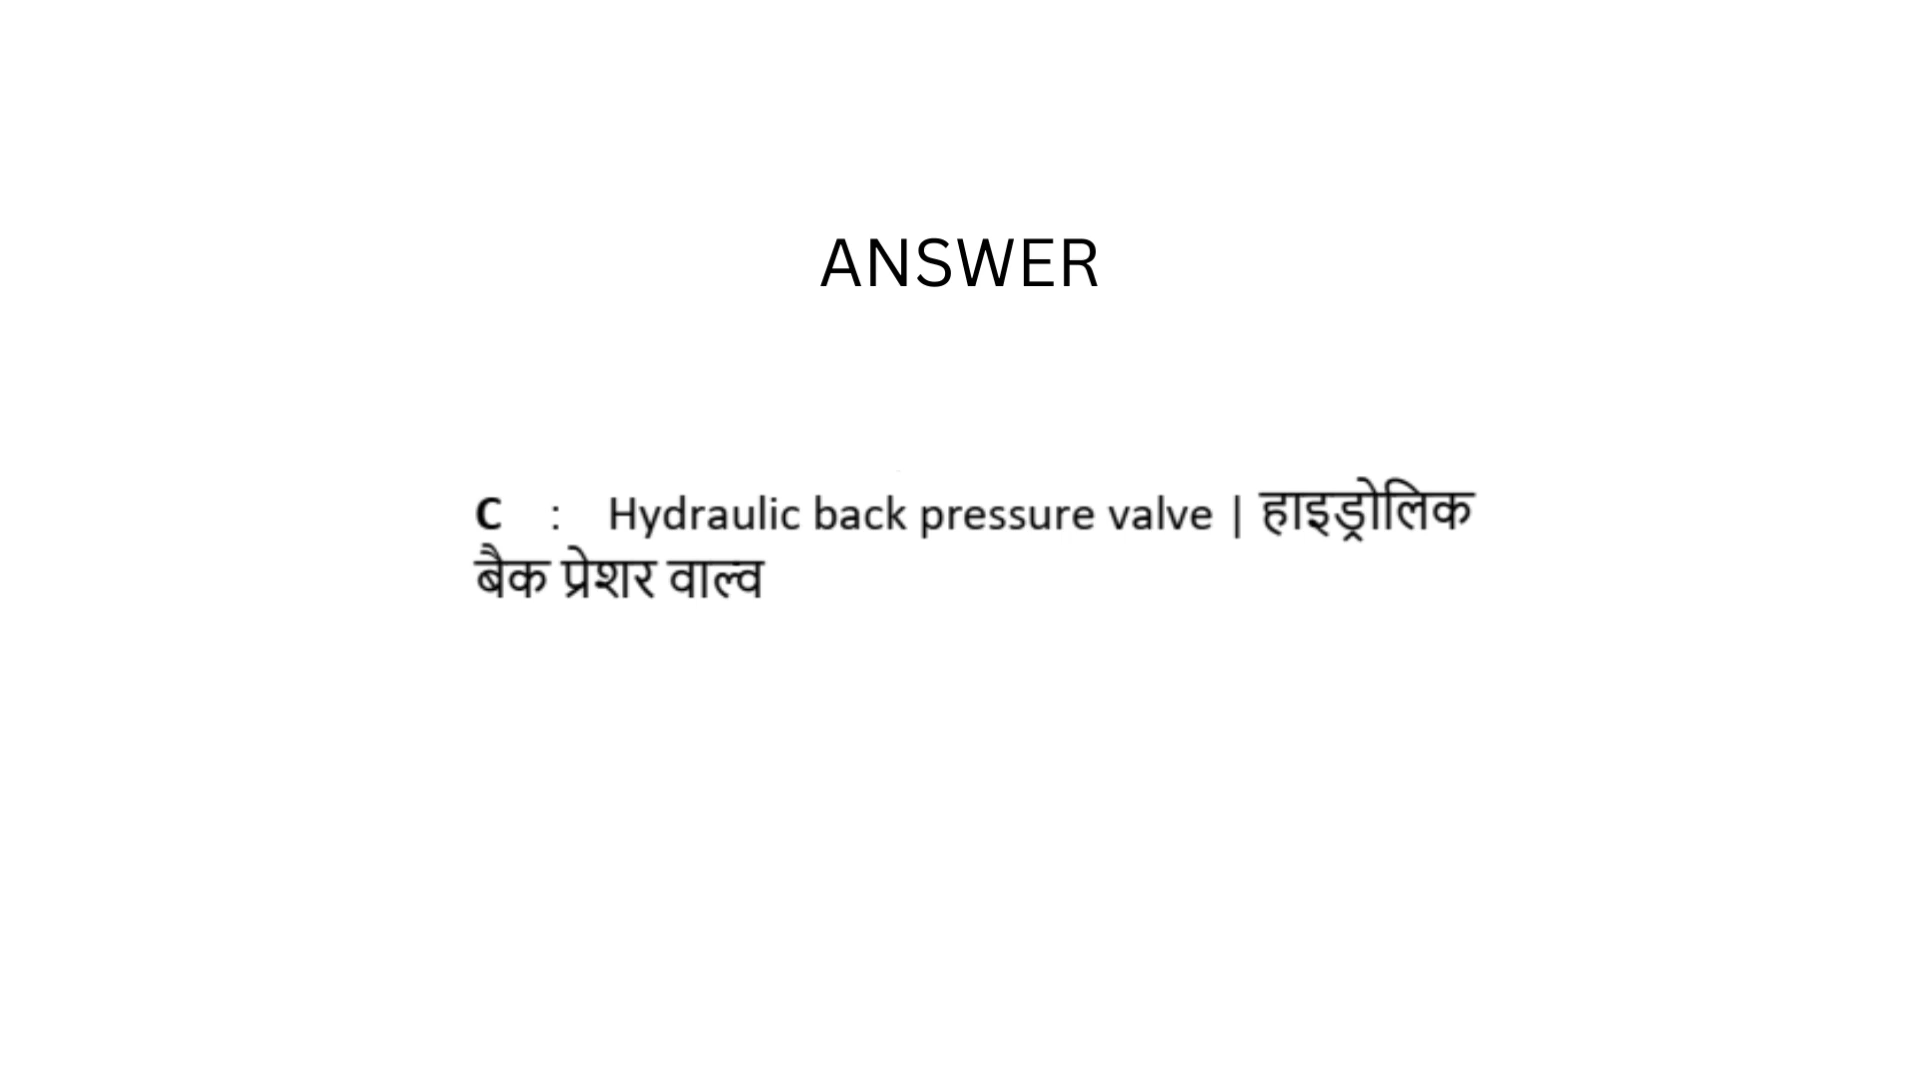 ANSWER
C : Hydraulic back pressure valve | हाइड्रोलिक
बैक प्रेशर वाल्व